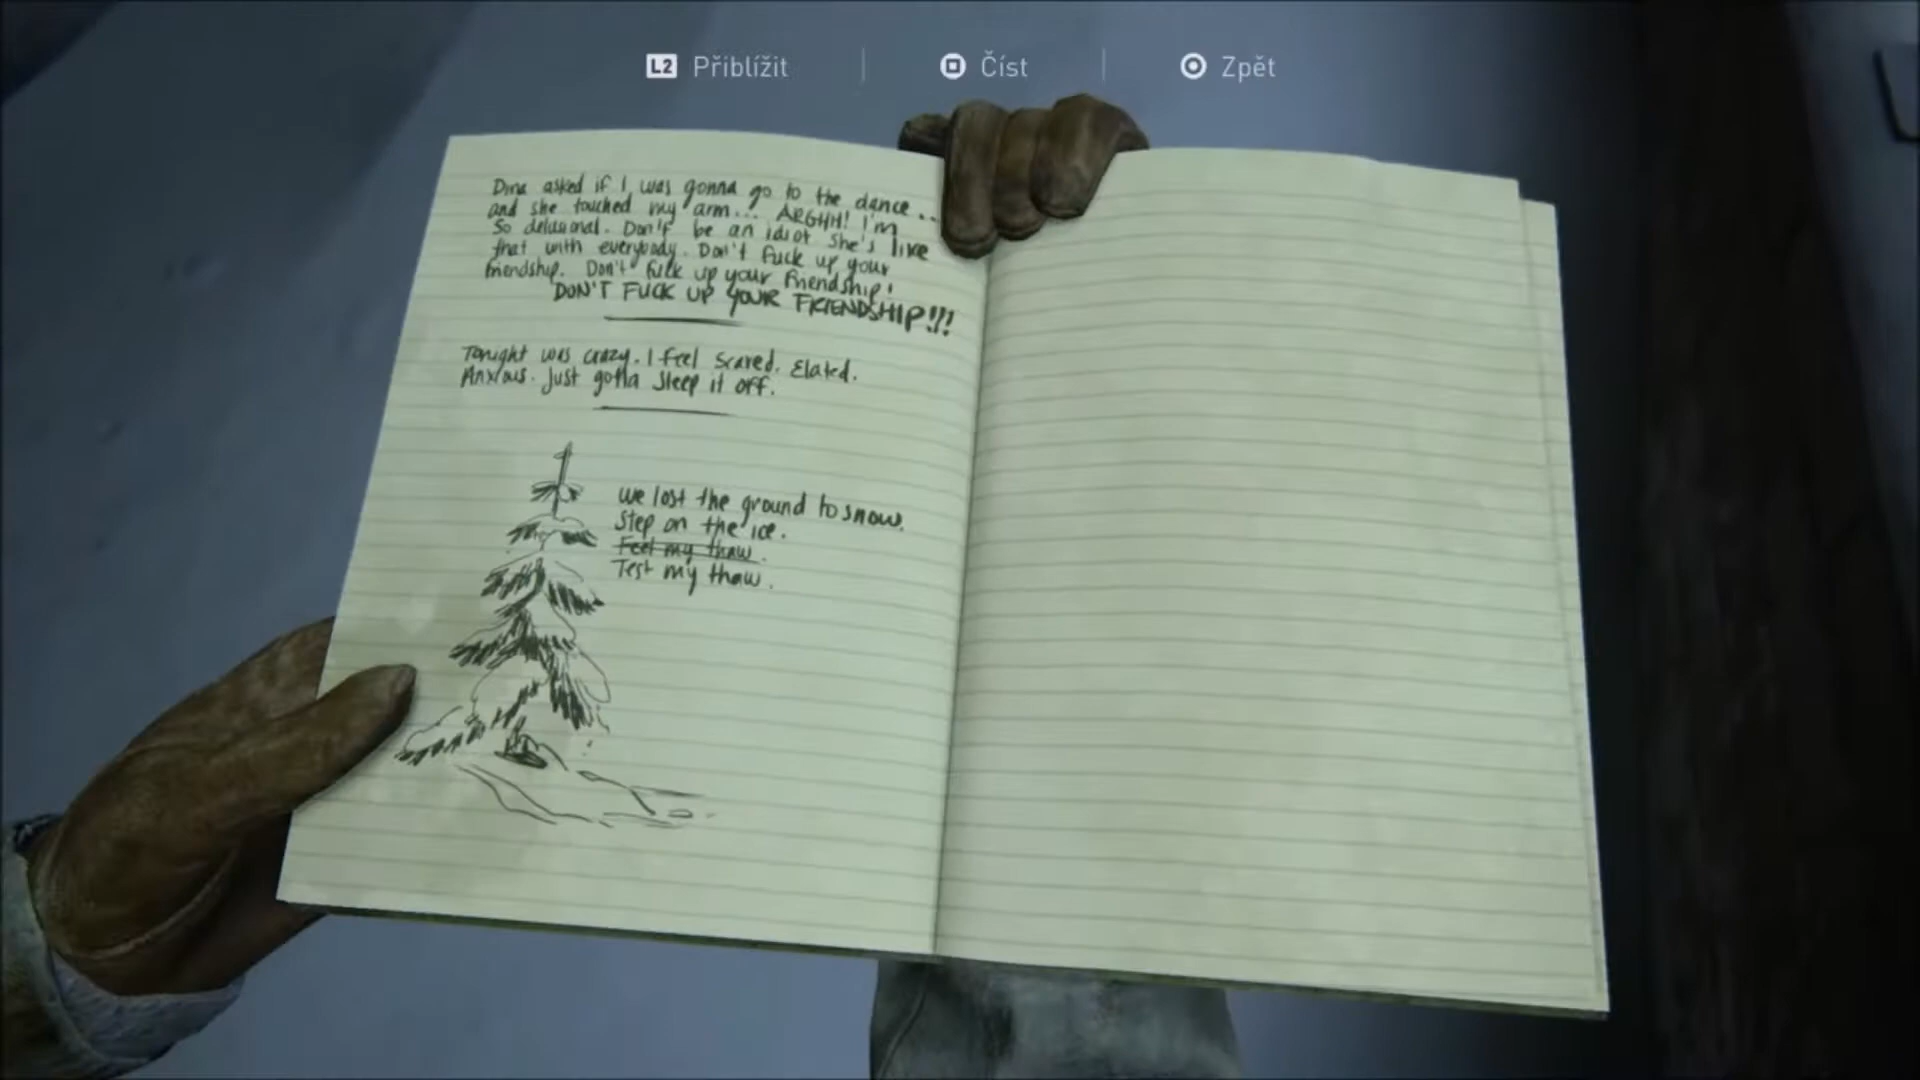 L2 Přiblížit
Číst
Zpět
Dina asked if I was gonna go to the dance...
and she touched my arm... ARGHH! I'm
So delusional. Don't be an idiot she's like
that with everybody. Don't fuck up your
friendship. Don't fuck up your friendship!
DON'T FUCK UP YOUR FRIENDSHIP!!!
Tonight was crazy. I feel scared. Elated.
Anxious. Just gotta sleep it off.
We lost the ground to snow.
Step on the ice.
Feel my thaw.
Test my thaw.